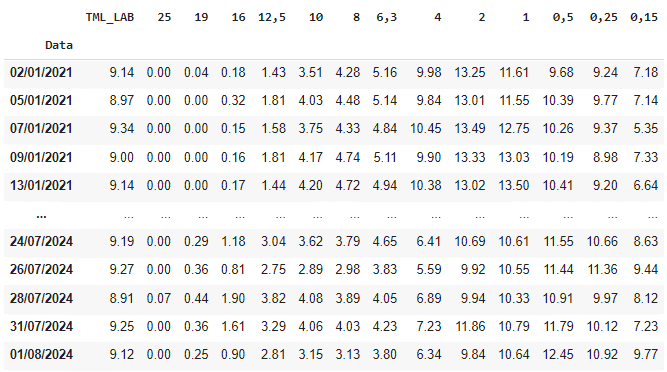 TML_LAB 25 19 16 12,5 10 8 6,3 4 2 1 0,5 0,25 0,15
Data
02/01/2021 9.14 0.00 0.04 0.18 1.43 3.51 4.28 5.16 9.98 13.25 11.61 9.68 9.24 7.18
05/01/2021 8.97 0.00 0.00 0.32 1.81 4.03 4.48 5.14 9.84 13.01 11.55 10.39 9.77 7.14
07/01/2021 9.34 0.00 0.00 0.15 1.58 3.75 4.33 4.84 10.45 13.49 12.75 10.26 9.37 5.35
09/01/2021 9.00 0.00 0.00 0.16 1.81 4.17 4.74 5.11 9.90 13.33 13.03 10.19 8.98 7.33
13/01/2021 9.14 0.00 0.00 0.17 1.44 4.20 4.72 4.94 10.38 13.02 13.50 10.41 9.20 6.64
... ... ... ... ... ... ... ... ... ... ... ... ... ... ...
24/07/2024 9.19 0.00 0.29 1.18 3.04 3.62 3.79 4.65 6.41 10.69 10.61 11.55 10.66 8.63
26/07/2024 9.27 0.00 0.36 0.81 2.75 2.89 2.98 3.83 5.59 9.92 10.55 11.44 11.36 9.44
28/07/2024 8.91 0.07 0.44 1.90 3.82 4.08 3.89 4.05 6.89 9.94 10.33 10.91 9.97 8.12
31/07/2024 9.25 0.00 0.36 1.61 3.29 4.06 4.03 4.23 7.23 11.86 10.79 11.79 10.12 7.23
01/08/2024 9.12 0.00 0.25 0.90 2.81 3.15 3.13 3.80 6.34 9.84 10.64 12.45 10.92 9.77